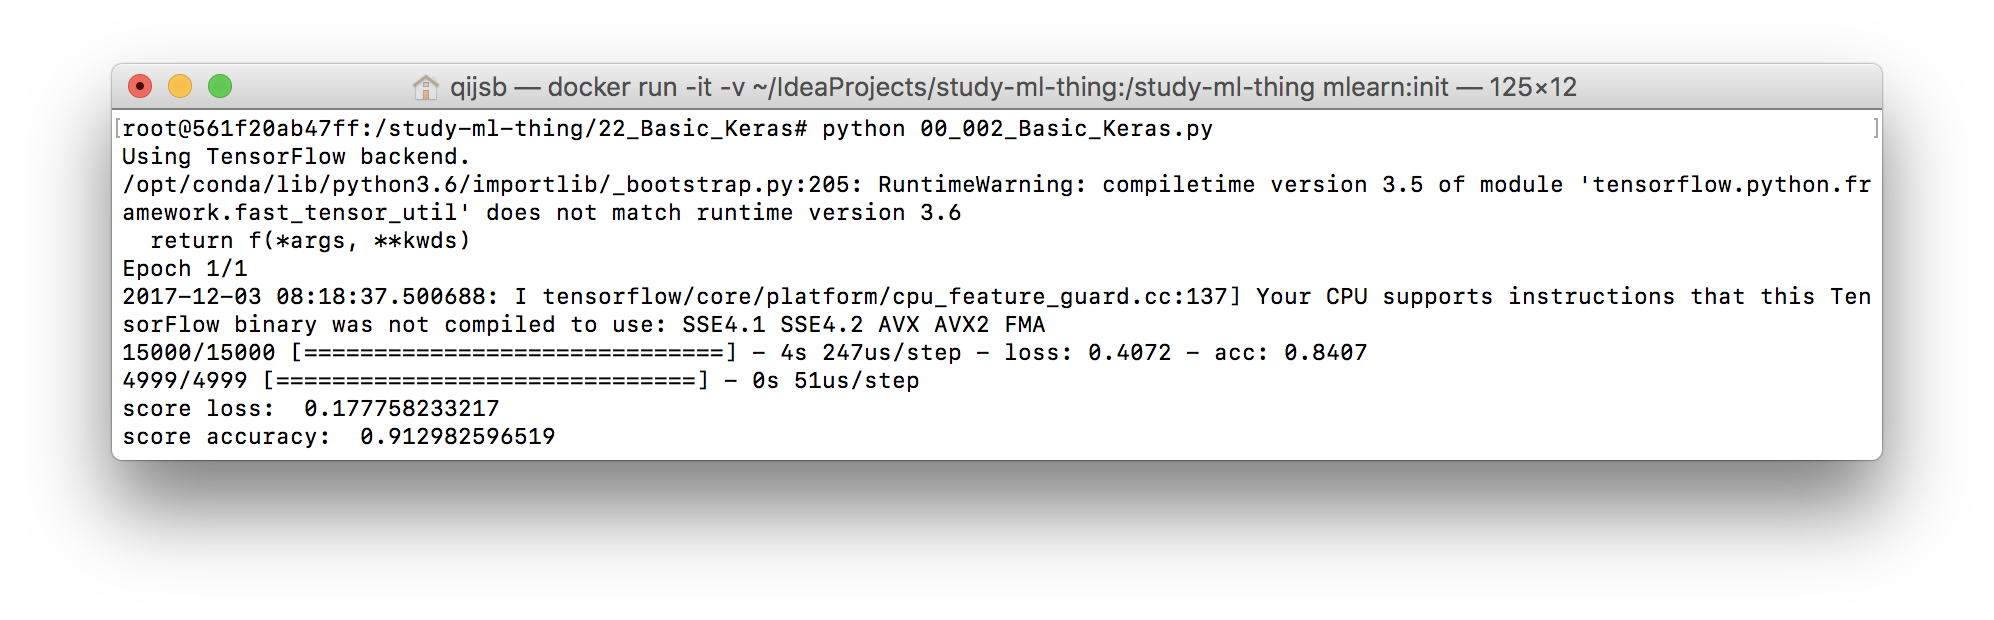 qijsb — docker run -it -v ~/IdeaProjects/study-ml-thing:/study-ml-thing mlearn:init — 125×12
[root@561f20ab47ff:/study-ml-thing/22_Basic_Keras# python 00_002_Basic_Keras.py ]
Using TensorFlow backend.
/opt/conda/lib/python3.6/importlib/_bootstrap.py:205: RuntimeWarning: compiletime version 3.5 of module 'tensorflow.python.fr
amework.fast_tensor_util' does not match runtime version 3.6
  return f(*args, **kwds)
Epoch 1/1
2017-12-03 08:18:37.500688: I tensorflow/core/platform/cpu_feature_guard.cc:137] Your CPU supports instructions that this Ten
sorFlow binary was not compiled to use: SSE4.1 SSE4.2 AVX AVX2 FMA
15000/15000 [==============================] - 4s 247us/step - loss: 0.4072 - acc: 0.8407
4999/4999 [==============================] - 0s 51us/step
score loss:  0.177758233217
score accuracy:  0.912982596519